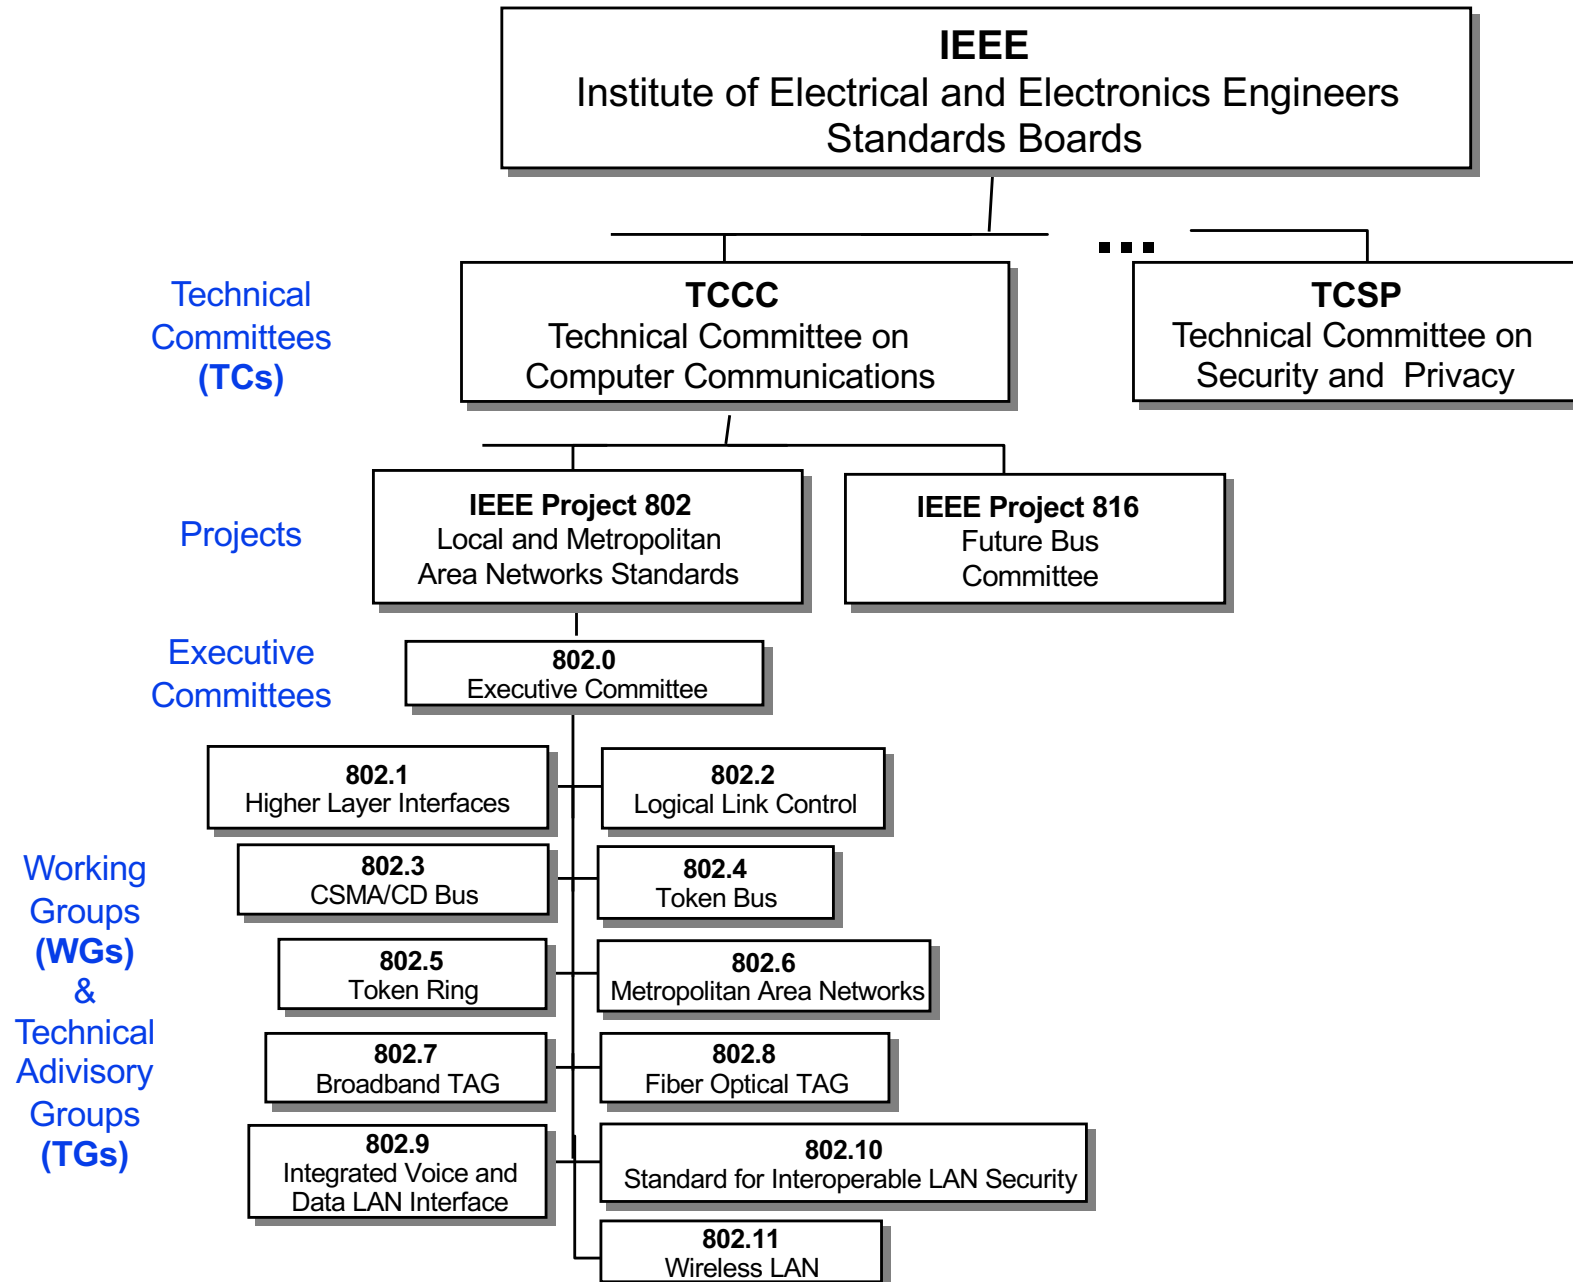 IEEE
Institute of Electrical and Electronics Engineers
Standards Boards
...
Technical
Committees
(TCs)
TCCC
Technical Committee on
Computer Communications
TCSP
Technical Committee on
Security and Privacy
Projects
IEEE Project 802
Local and Metropolitan
Area Networks Standards
IEEE Project 816
Future Bus
Committee
Executive
Committees
802.0
Executive Committee
Working
Groups
(WGs)
&
Technical
Adivisory
Groups
(TGs)
802.1
Higher Layer Interfaces
802.2
Logical Link Control
802.3
CSMA/CD Bus
802.4
Token Bus
802.5
Token Ring
802.6
Metropolitan Area Networks
802.7
Broadband TAG
802.8
Fiber Optical TAG
802.9
Integrated Voice and
Data LAN Interface
802.10
Standard for Interoperable LAN Security
802.11
Wireless LAN